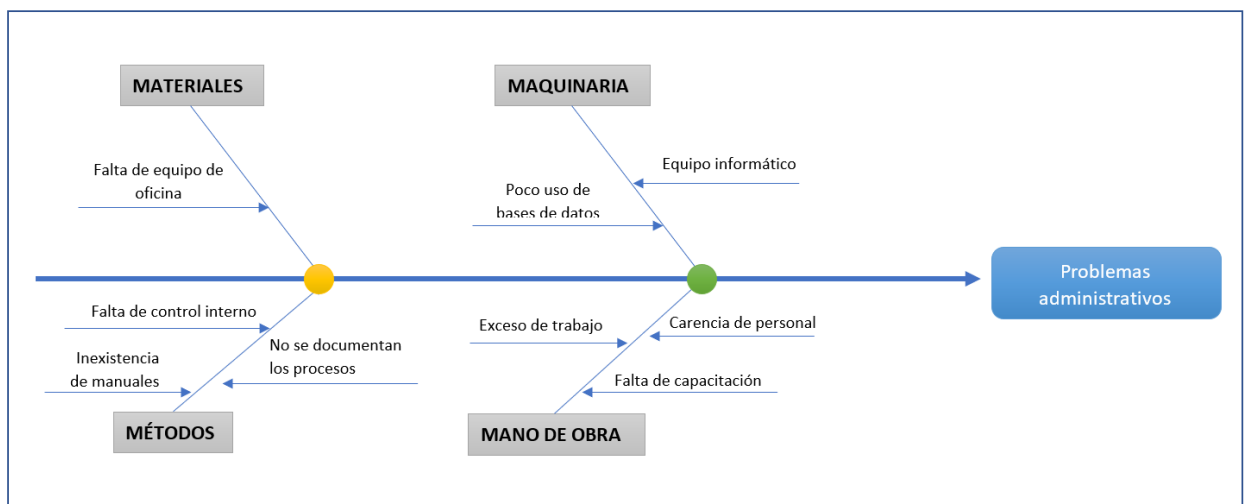 MATERIALES
MAQUINARIA
Falta de equipo de
oficina
Equipo informático
Poco uso de
bases de datos
Problemas
administrativos
Falta de control interno
No se documentan
los procesos
Inexistencia
de manuales
Exceso de trabajo
Carencia de personal
Falta de capacitación
MÉTODOS
MANO DE OBRA